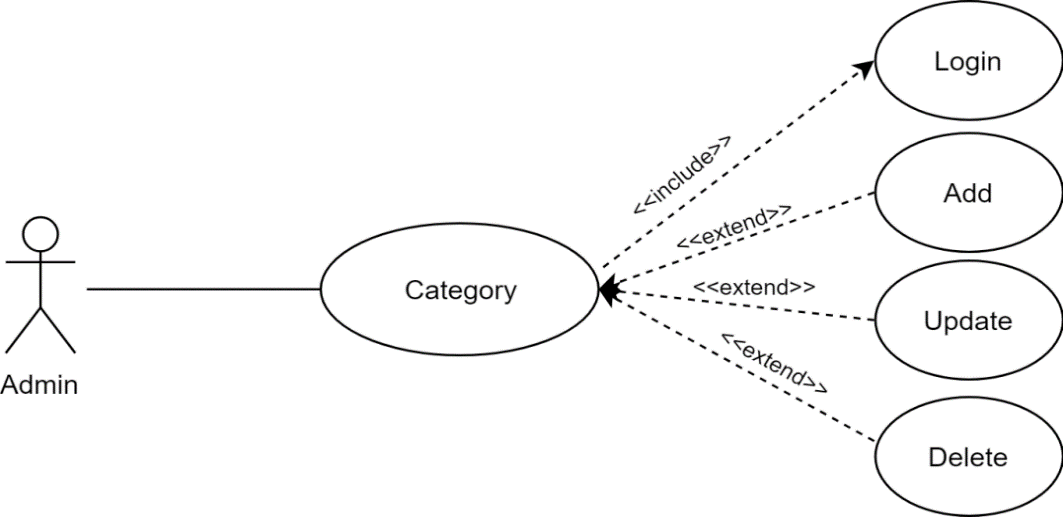 Login
<<include>>
Add
<<extend>>
Category
<<extend>>
Update
<<extend>>
Admin
Delete